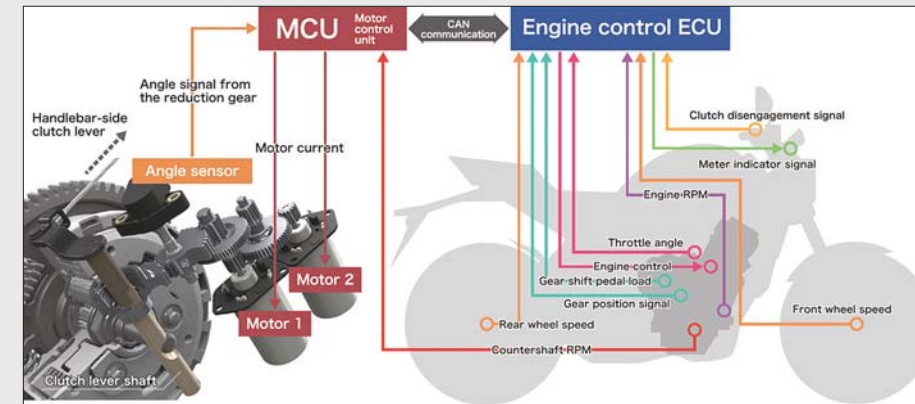 MCU
Motor
control
unit
CAN
communication
Engine control ECU
Angle signal from
the reduction gear
Handlebar-side
clutch lever
Motor current
Angle sensor
Clutch disengagement signal
Meter indicator signal
Engine RPM
Throttle angle
Engine control
Gear shift pedal load
Gear position signal
Motor 2
Motor 1
Rear wheel speed
Front wheel speed
Countershaft RPM
Clutch lever shaft